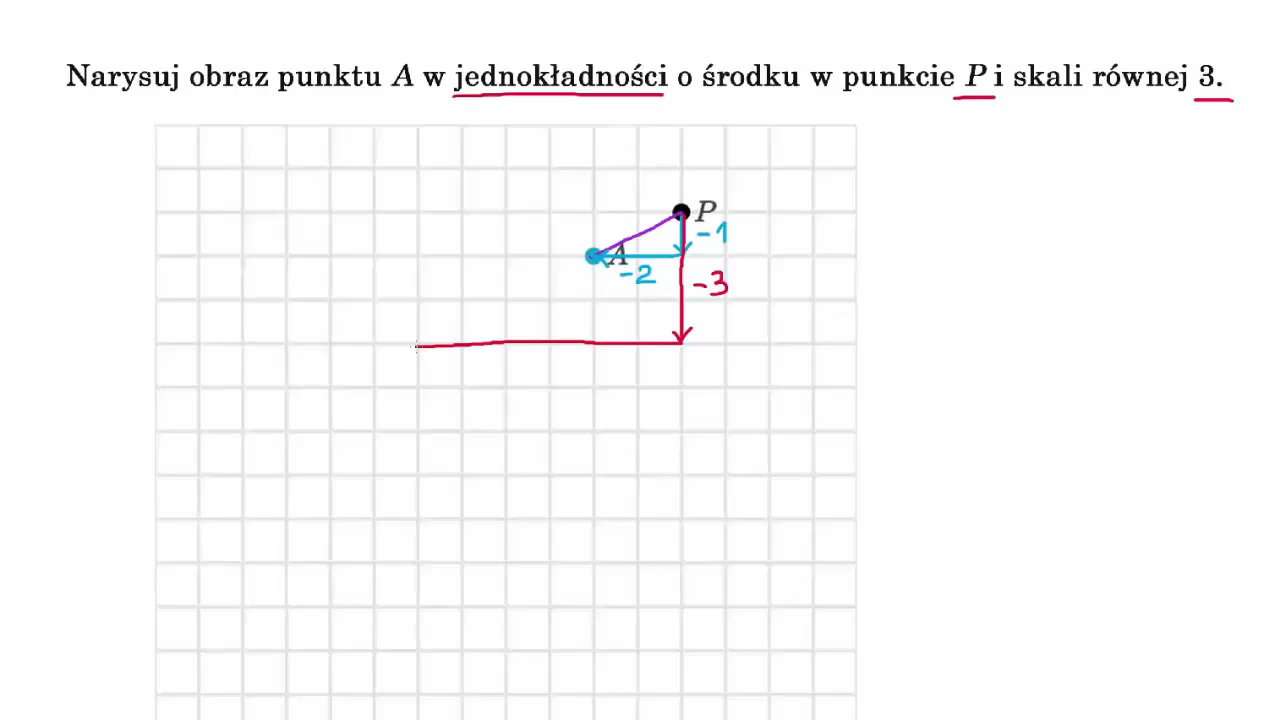 Narysuj obraz punktu A w jednokładności o środku w punkcie P i skali równej 3.
P
-1
A
-2
-3